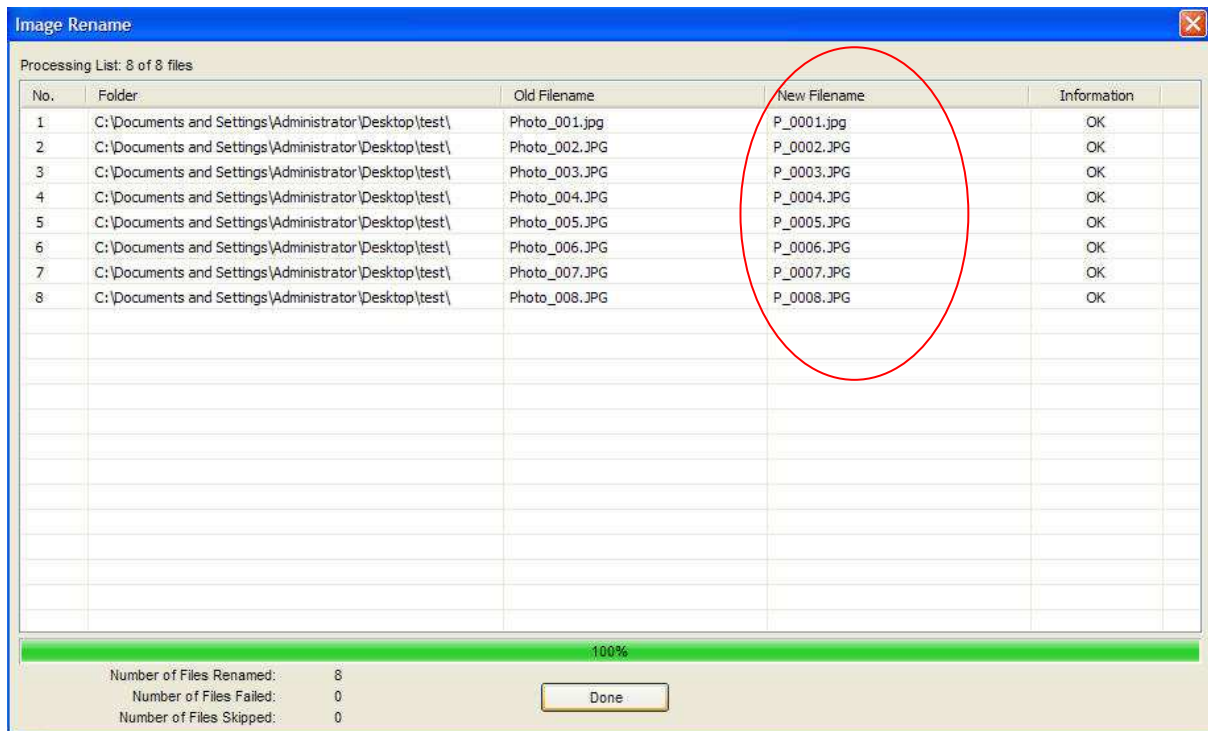 Image Rename
Processing List: 8 of 8 files
No. Folder Old Filename New Filename Information
1 C:\Documents and Settings\Administrator\Desktop\test\ Photo_001.jpg P_0001.jpg OK
2 C:\Documents and Settings\Administrator\Desktop\test\ Photo_002.JPG P_0002.JPG OK
3 C:\Documents and Settings\Administrator\Desktop\test\ Photo_003.JPG P_0003.JPG OK
4 C:\Documents and Settings\Administrator\Desktop\test\ Photo_004.JPG P_0004.JPG OK
5 C:\Documents and Settings\Administrator\Desktop\test\ Photo_005.JPG P_0005.JPG OK
6 C:\Documents and Settings\Administrator\Desktop\test\ Photo_006.JPG P_0006.JPG OK
7 C:\Documents and Settings\Administrator\Desktop\test\ Photo_007.JPG P_0007.JPG OK
8 C:\Documents and Settings\Administrator\Desktop\test\ Photo_008.JPG P_0008.JPG OK
100%
Number of Files Renamed: 8
Number of Files Failed: 0
Done
Number of Files Skipped: 0